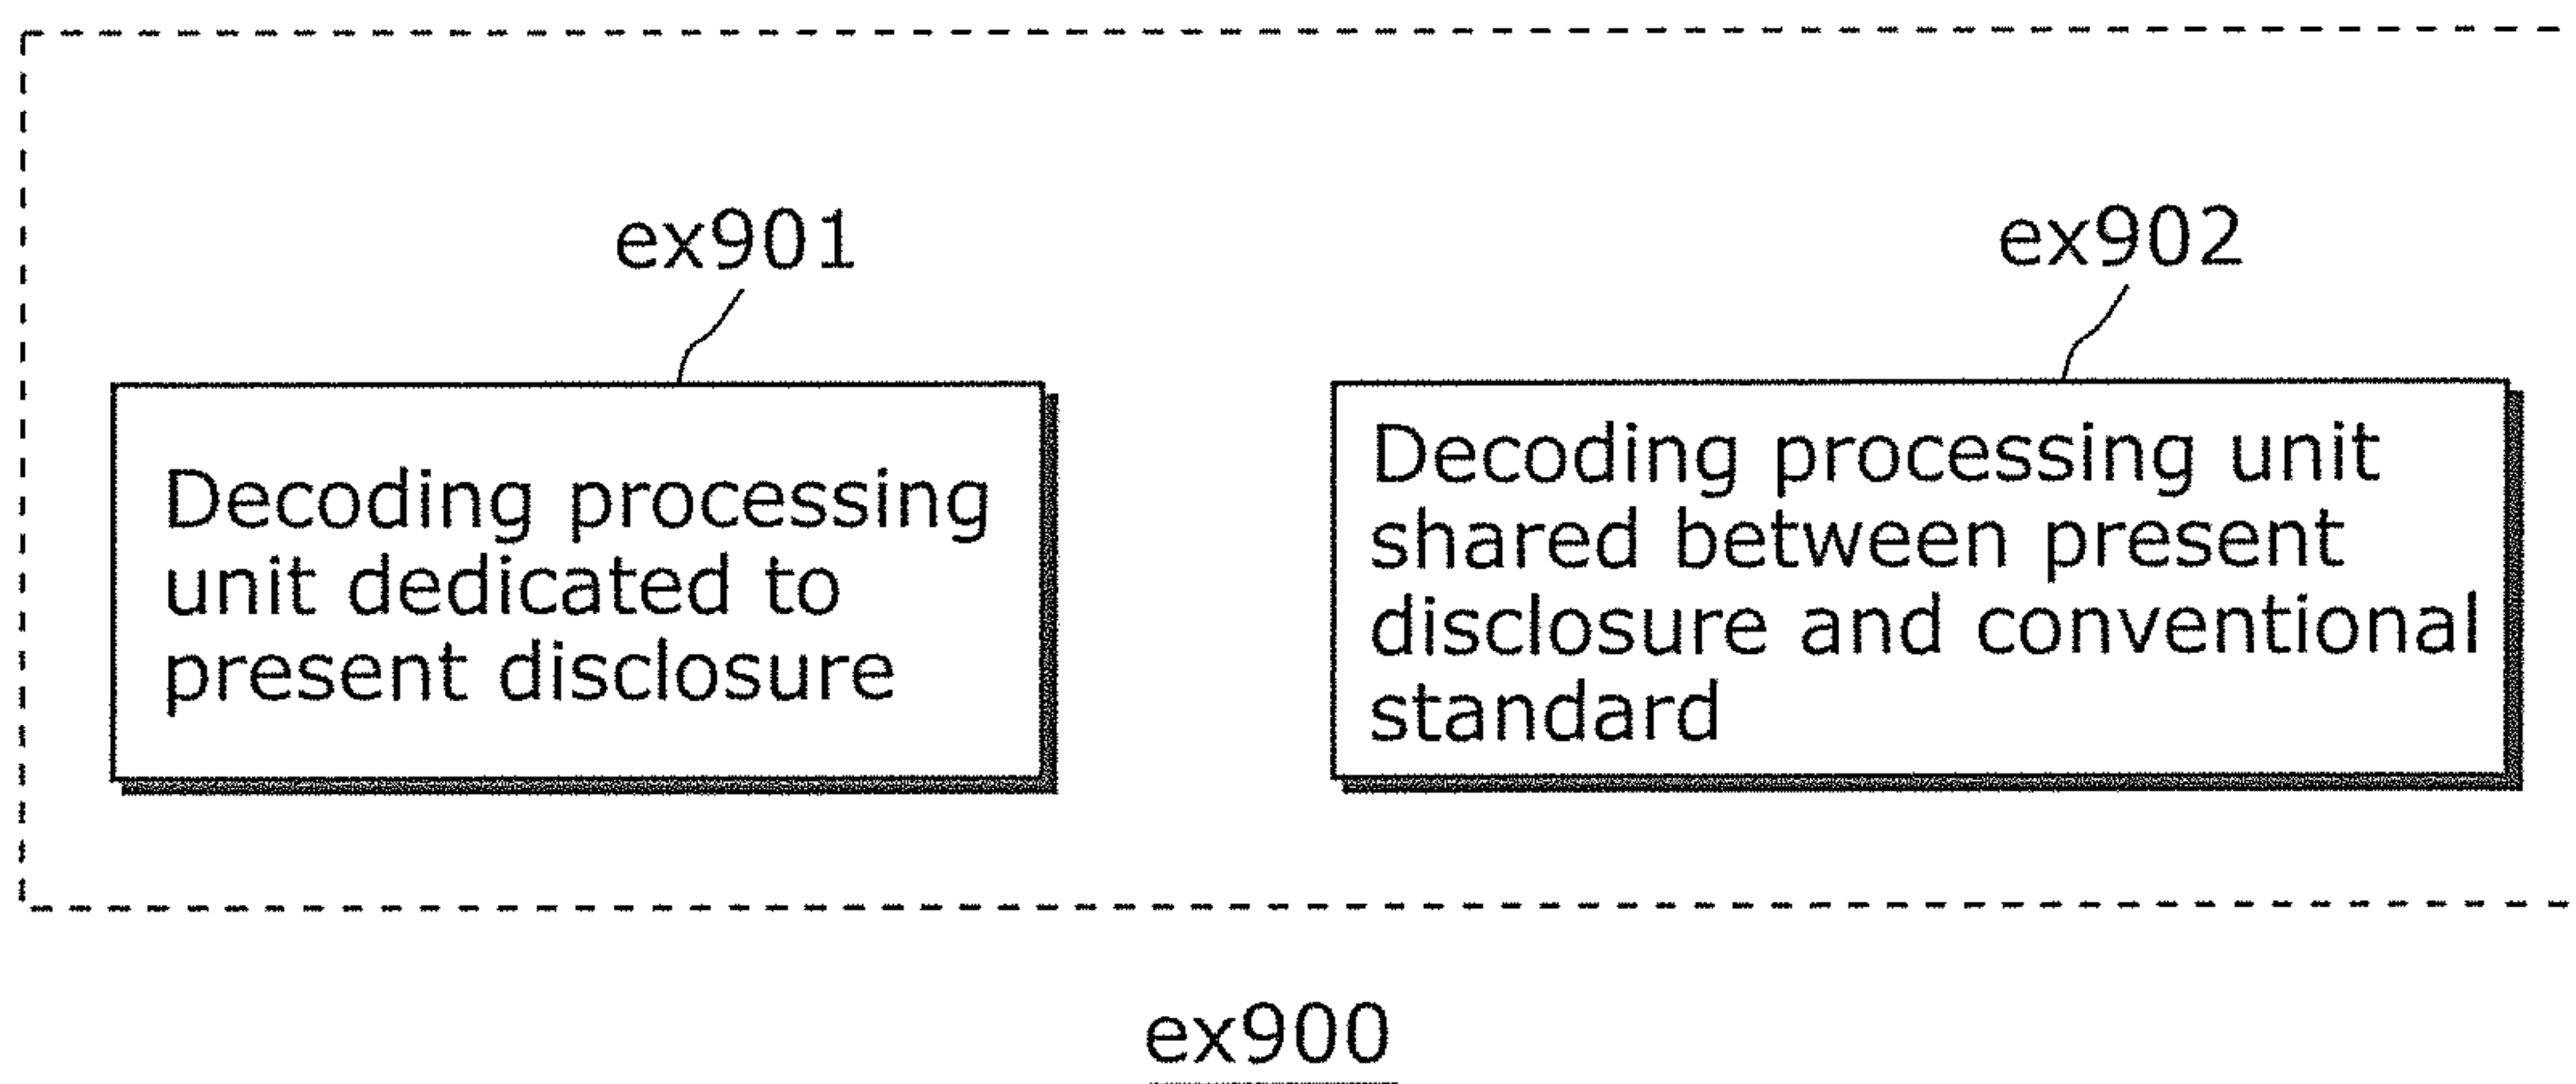 ex901
ex902
Decoding processing
unit dedicated to
present disclosure
Decoding processing unit
shared between present
disclosure and conventional
standard
ex900